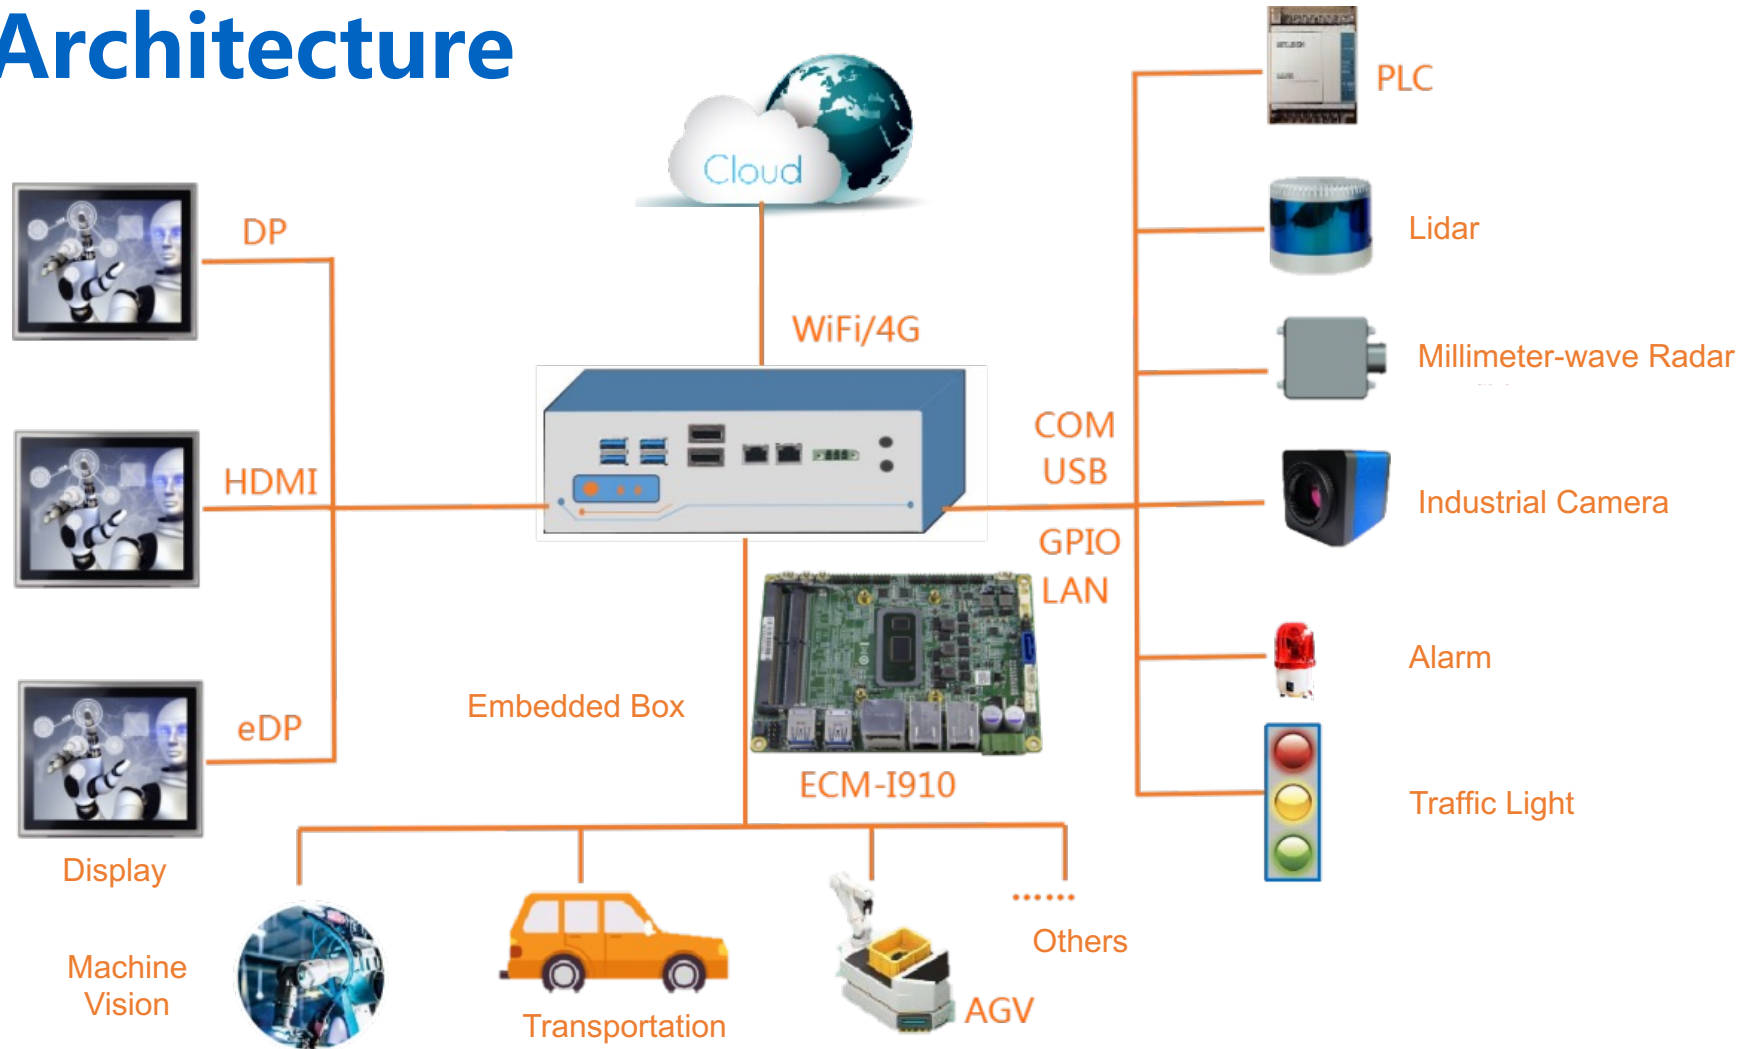 Architecture
Cloud
PLC
DP
Lidar
WiFi/4G
Millimeter-wave Radar
COM
USB
HDMI
Industrial Camera
GPIO
LAN
Alarm
Embedded Box
eDP
ECM-I910
Traffic Light
Display
Others
Machine
Vision
AGV
Transportation